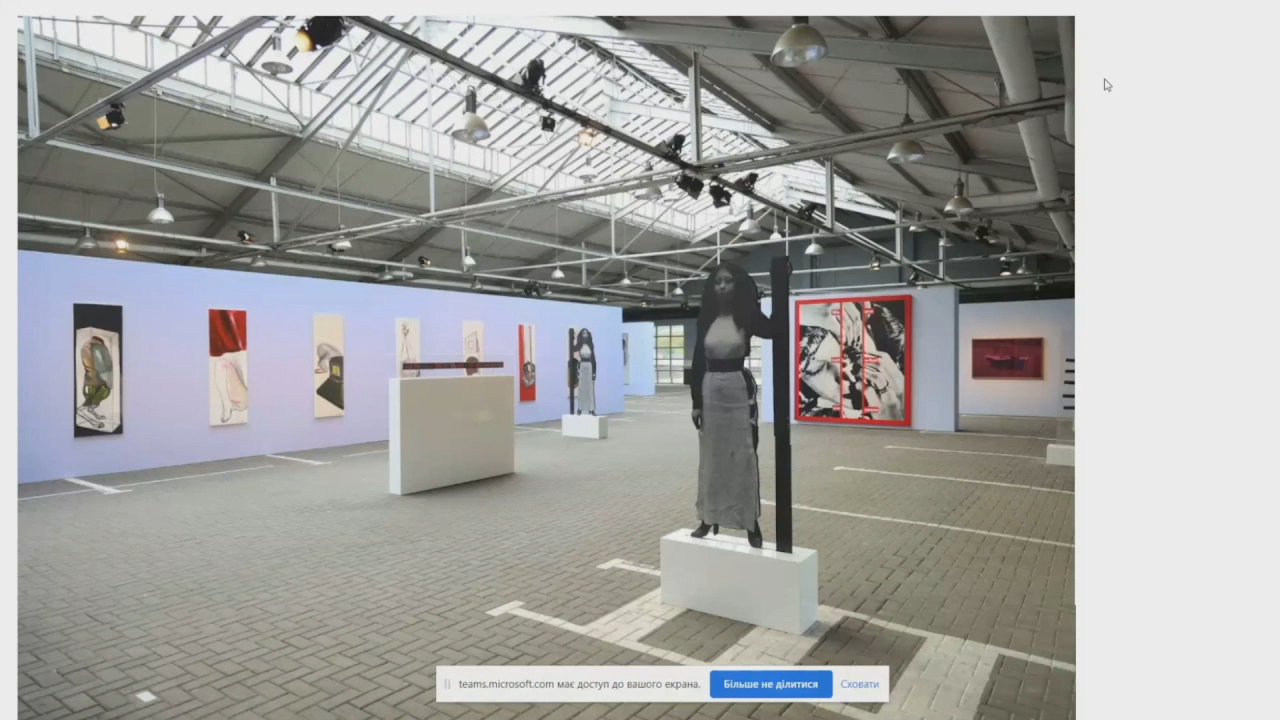 teams.microsoft.com має доступ до вашого екрана.
Більше не ділитися
Сховати